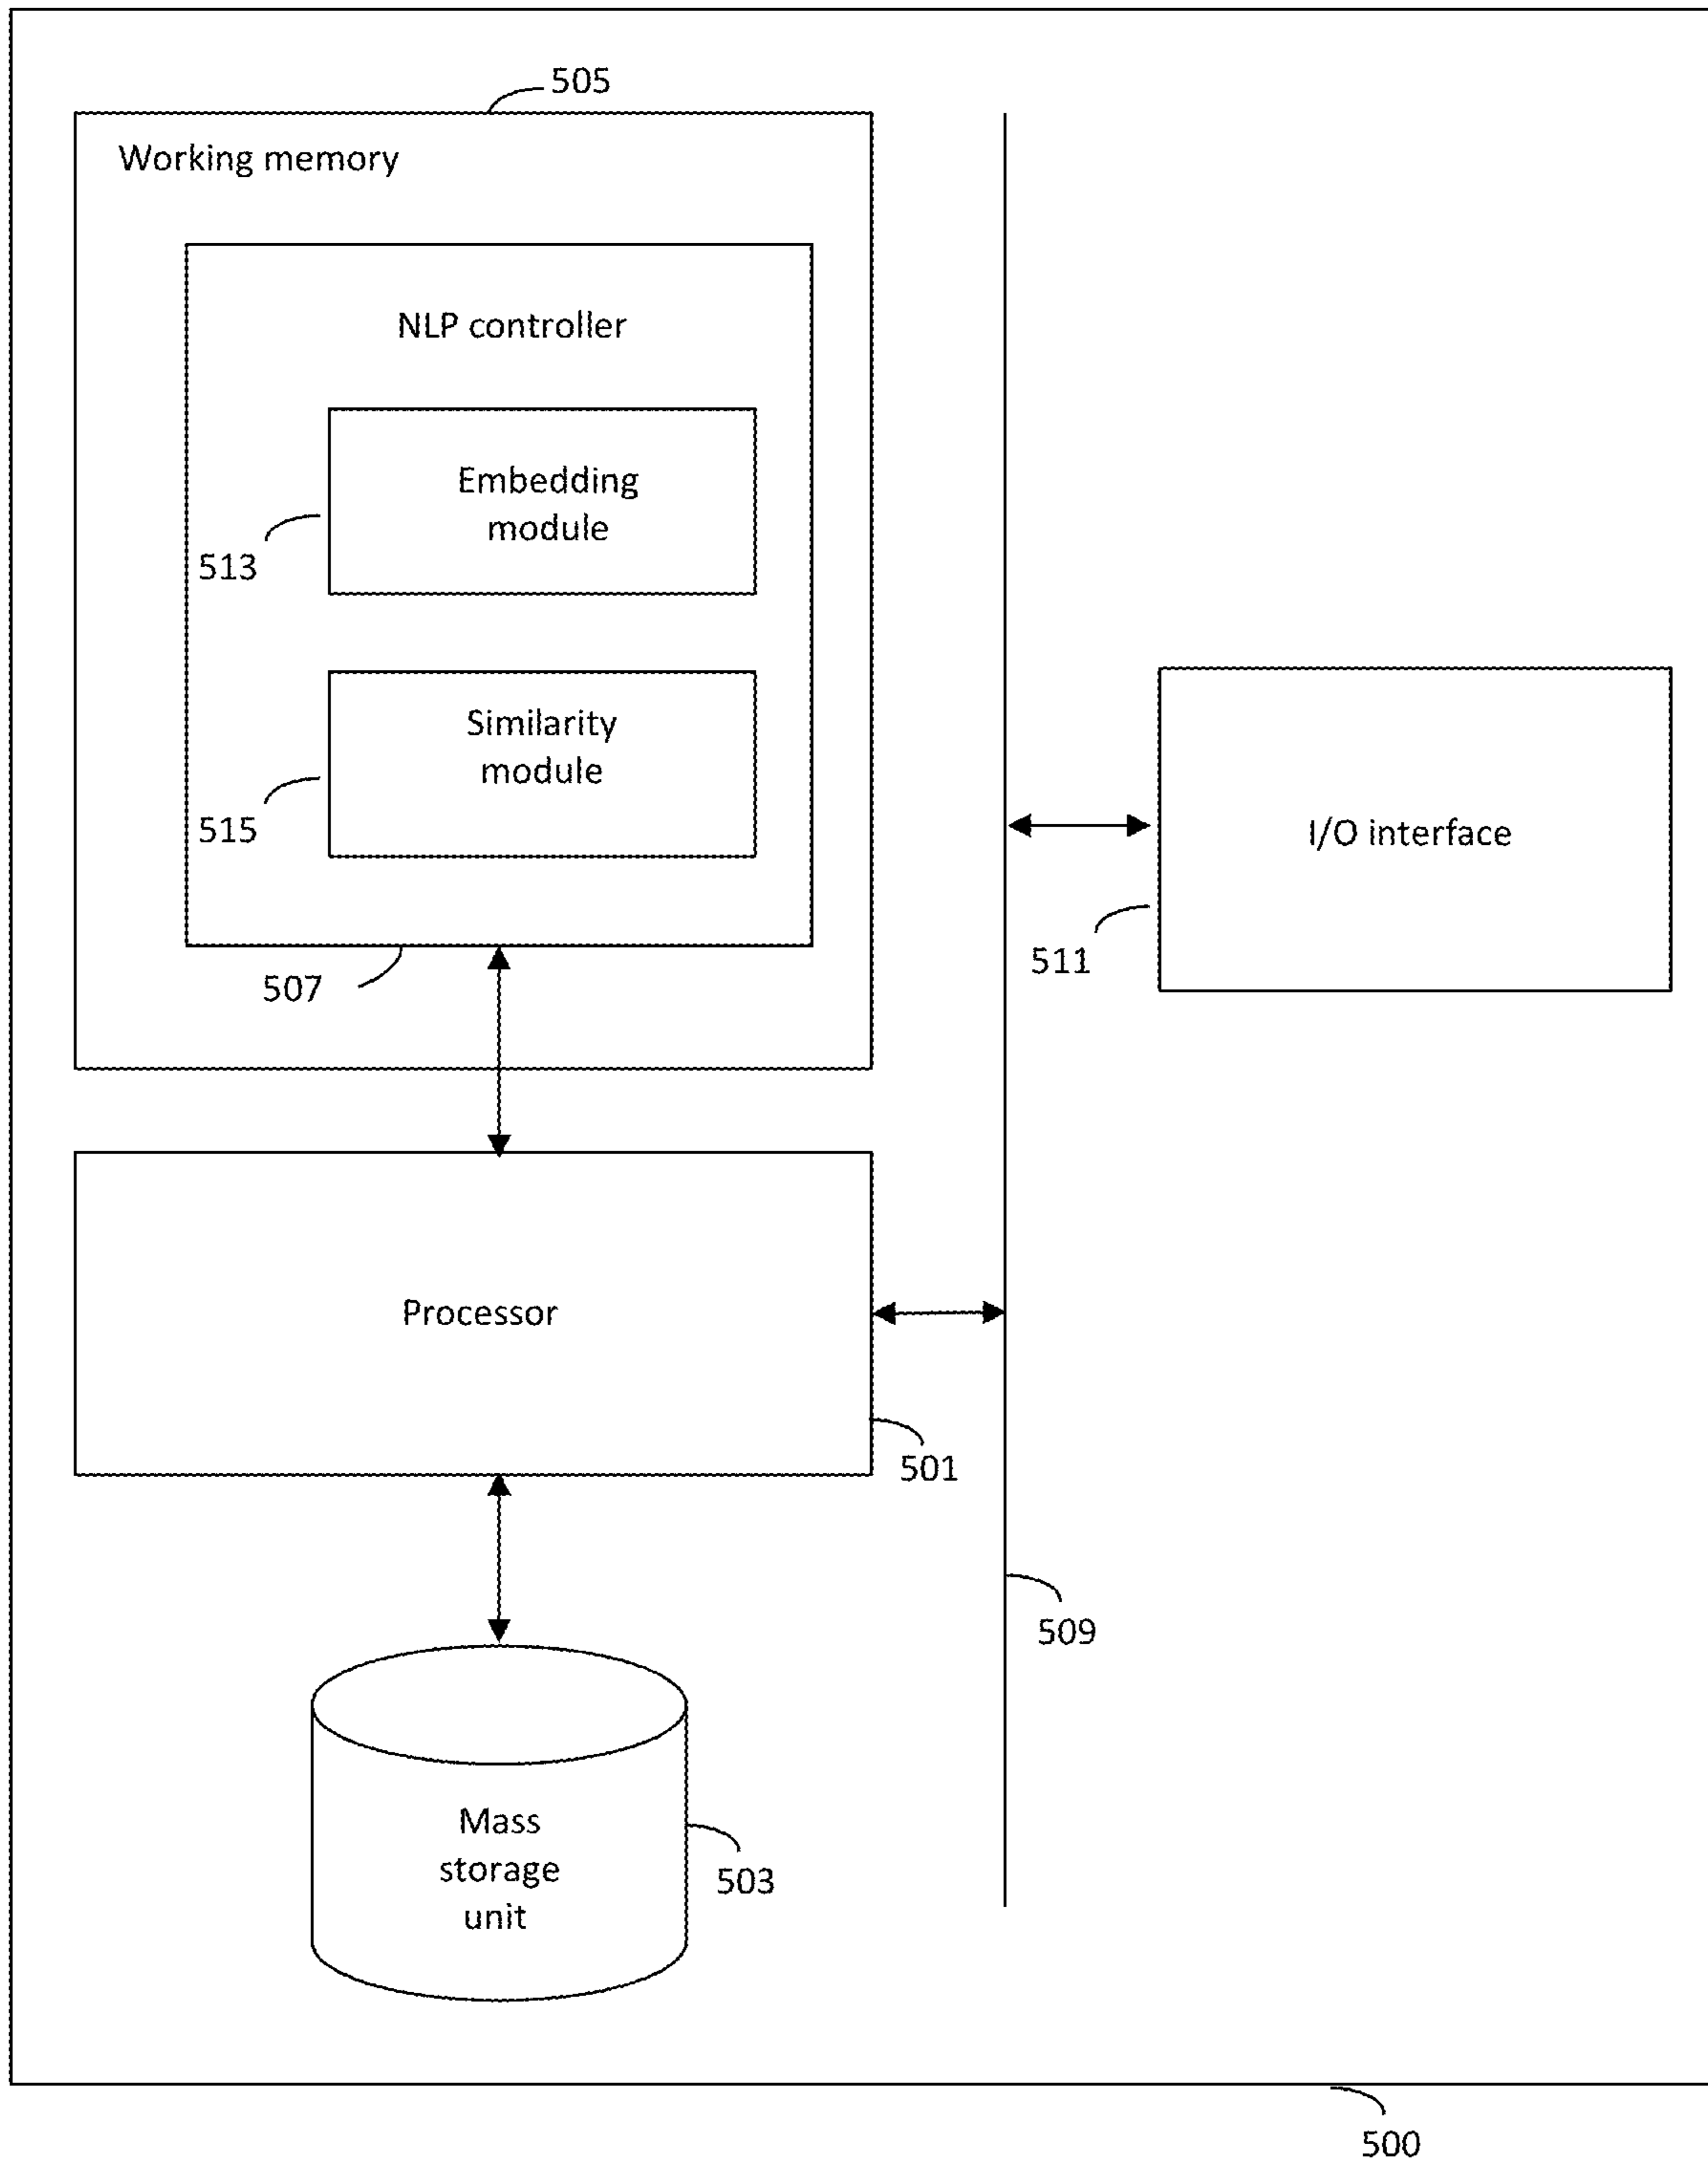 505
Working memory
NLP controller
Embedding
module
513
Similarity
module
515
507
I/O interface
511
Processor
501
509
Mass
storage
unit
503
500